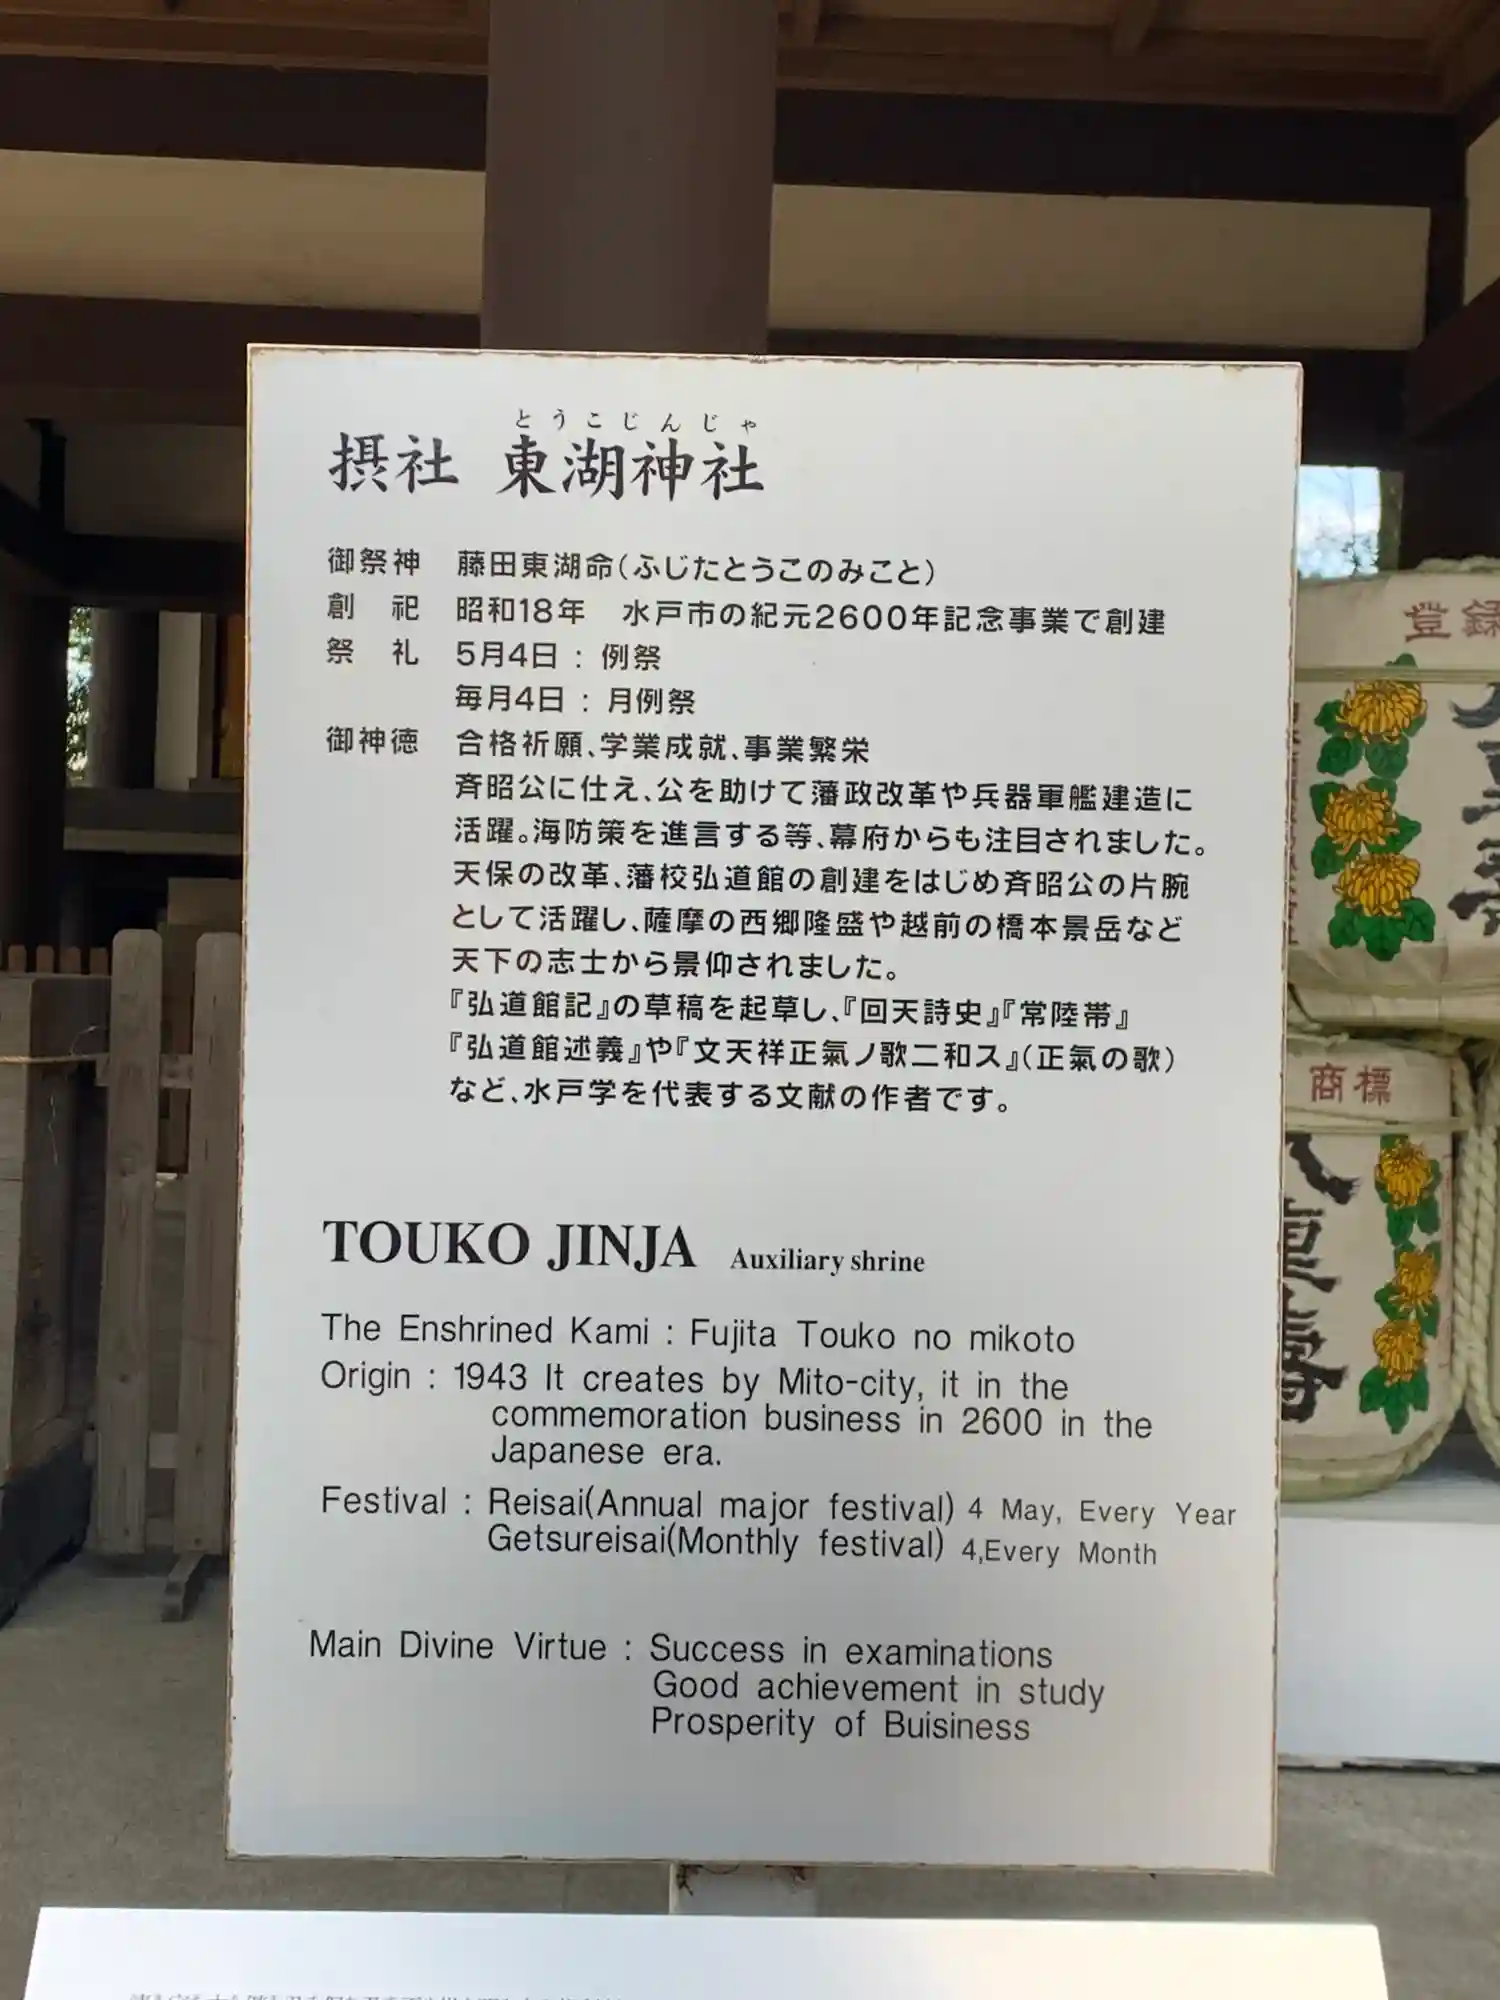 とうこじんじゃ
摂社 東湖神社
御祭神 藤田東湖命(ふじたとうこのみこと)
創 祀 昭和18年 水戸市の紀元2600年記念事業で創建
祭 礼 5月4日 : 例祭
毎月4日 : 月例祭
御神徳 合格祈願、学業成就、事業繁栄
斉昭公に仕え、公を助けて藩政改革や兵器軍艦建造に
活躍。海防策を進言する等、幕府からも注目されました。
天保の改革、藩校弘道館の創建をはじめ斉昭公の片腕
として活躍し、薩摩の西郷隆盛や越前の橋本景岳など
天下の志士から景仰されました。
『弘道館記』の草稿を起草し、『回天詩史』『常陸帯』
『弘道館述義』や『文天祥正氣ノ歌二和ス』(正氣の歌)
など、水戸学を代表する文献の作者です。
TOUKO JINJA Auxiliary shrine
The Enshrined Kami : Fujita Touko no mikoto
Origin : 1943 It creates by Mito-city, it in the
commemoration business in 2600 in the
Japanese era.
Festival : Reisai(Annual major festival) 4 May, Every Year
Getsureisai(Monthly festival) 4,Every Month
Main Divine Virtue : Success in examinations
Good achievement in study
Prosperity of Buisiness
登録
商標